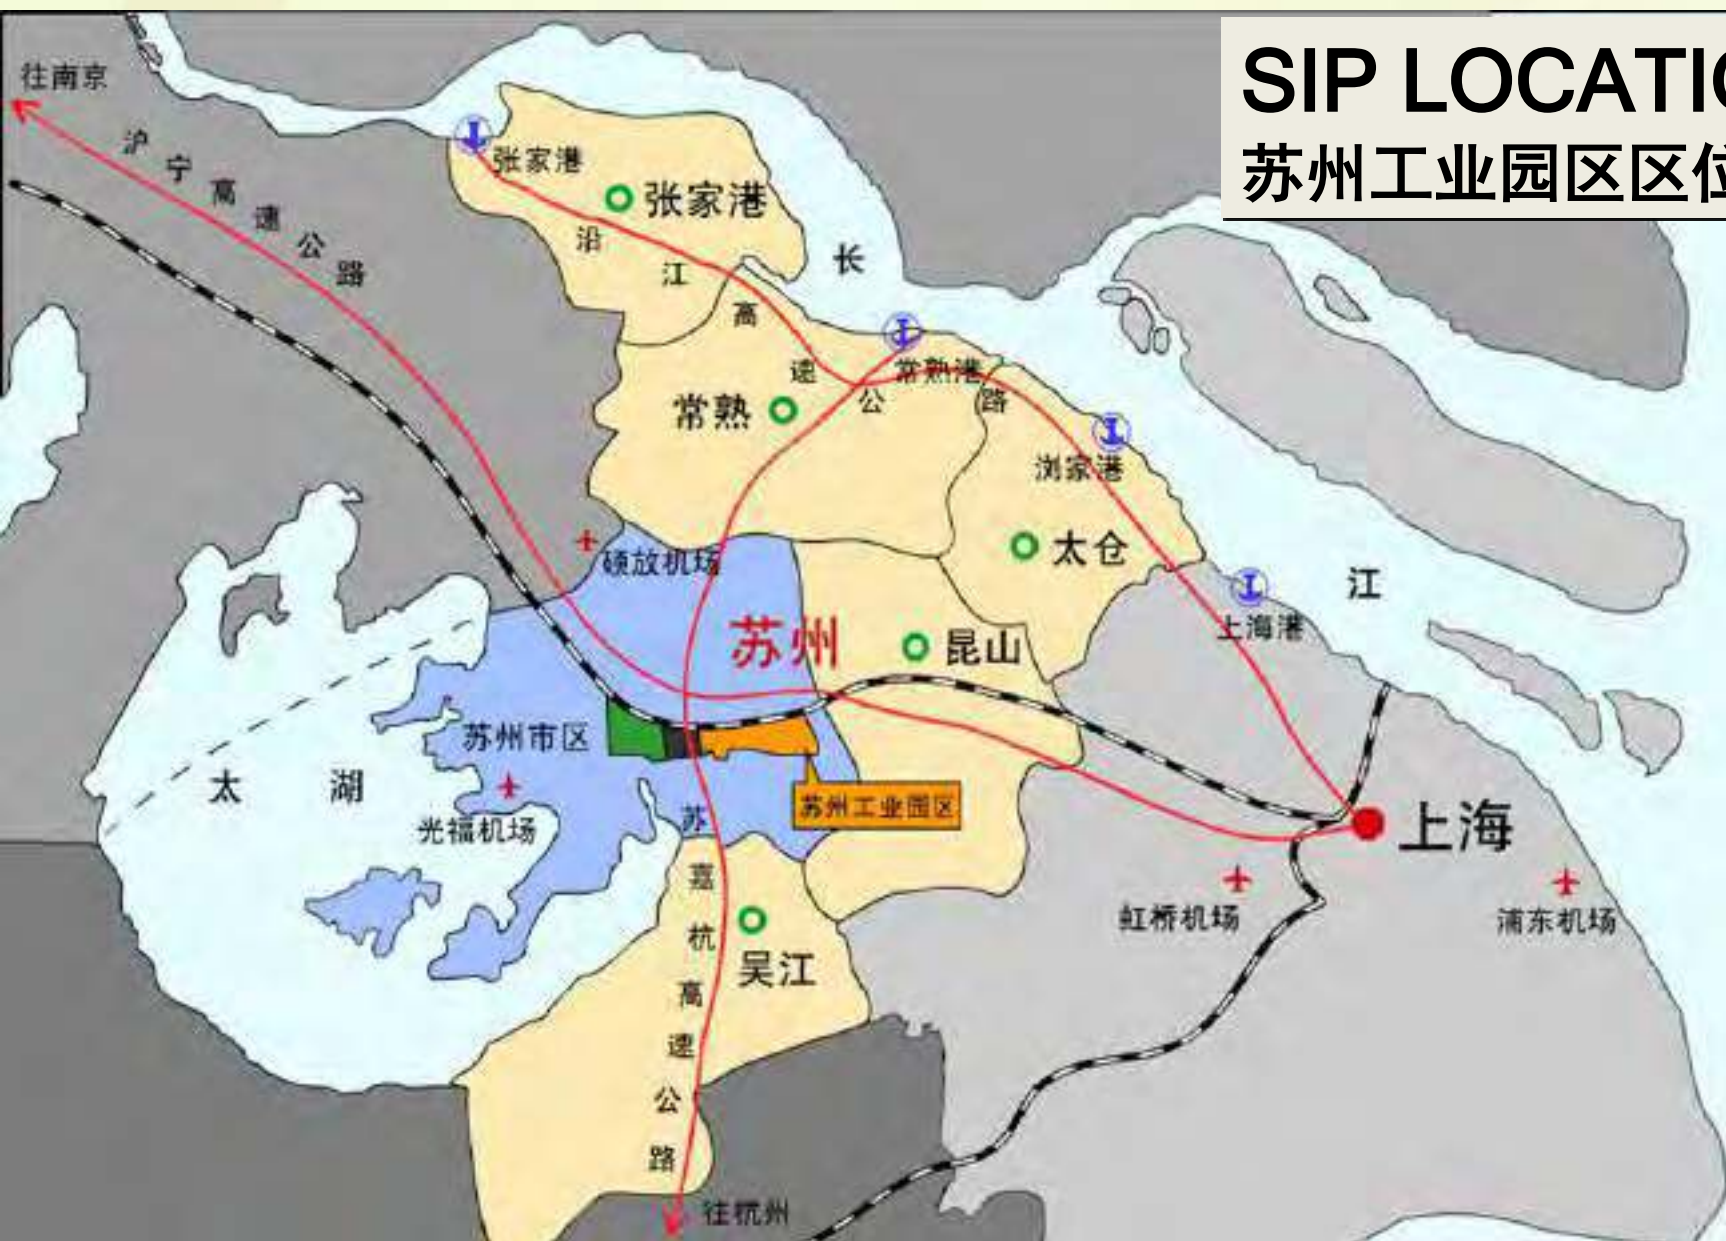 SIP LOCATIO
苏州工业园区区位
往南京
沪宁高速公路
张家港
张家港
沿江高速公路
长
常熟港
常熟
浏家港
太仓
硕放机场
江
上海港
苏州
昆山
苏州市区
太湖
苏州工业园区
光福机场
上海
苏嘉杭高速公路
虹桥机场
浦东机场
吴江
往杭州